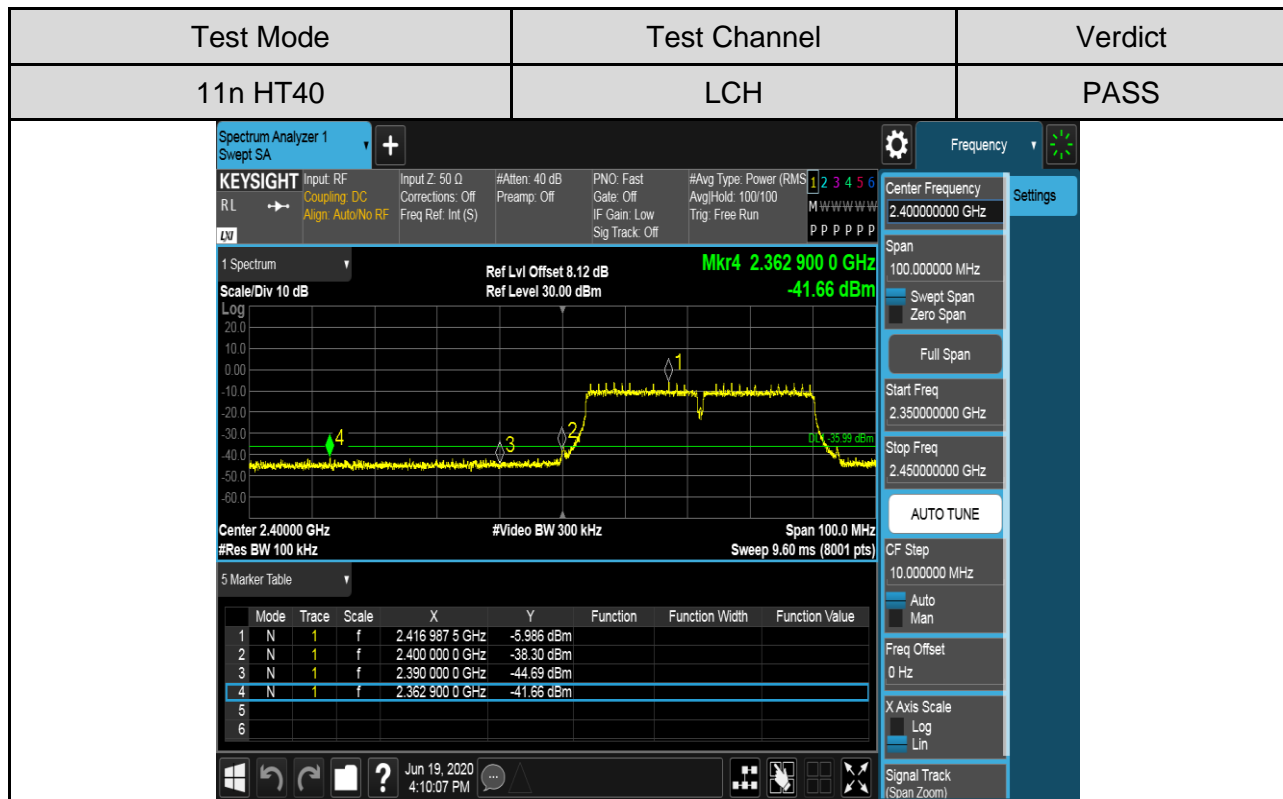 Test Mode Test Channel Verdict
11n HT40 LCH PASS
Spectrum Analyzer 1
Swept SA
+
Frequency
KEYSIGHT Input: RF Input Z: 50 Ω #Atten: 40 dB PNO: Fast #Avg Type: Power (RMS 1 2 3 4 5 6
RL Coupling: DC Corrections: Off Preamp: Off Gate: Off Avg|Hold: 100/100 M W W W W W
Align: Auto/No RF Freq Ref: Int (S) IF Gain: Low Trig: Free Run
LXI Sig Track: Off P P P P P P
1 Spectrum Ref Lvl Offset 8.12 dB Mkr4 2.362 900 0 GHz
Scale/Div 10 dB Ref Level 30.00 dBm -41.66 dBm
Log
20.0
10.0
0.00
-10.0
-20.0
-30.0
-40.0
-50.0
-60.0
1
2
3
4
DL1 -35.99 dBm
Center 2.40000 GHz #Video BW 300 kHz Span 100.0 MHz
#Res BW 100 kHz Sweep 9.60 ms (8001 pts)
5 Marker Table
Mode Trace Scale X Y Function Function Width Function Value
1 N 1 f 2.416 987 5 GHz -5.986 dBm
2 N 1 f 2.400 000 0 GHz -38.30 dBm
3 N 1 f 2.390 000 0 GHz -44.69 dBm
4 N 1 f 2.362 900 0 GHz -41.66 dBm
5
6
?
Jun 19, 2020
4:10:07 PM
Center Frequency
2.400000000 GHz
Settings
Span
100.000000 MHz
Swept Span
Zero Span
Full Span
Start Freq
2.350000000 GHz
Stop Freq
2.450000000 GHz
AUTO TUNE
CF Step
10.000000 MHz
Auto
Man
Freq Offset
0 Hz
X Axis Scale
Log
Lin
Signal Track
(Span Zoom)